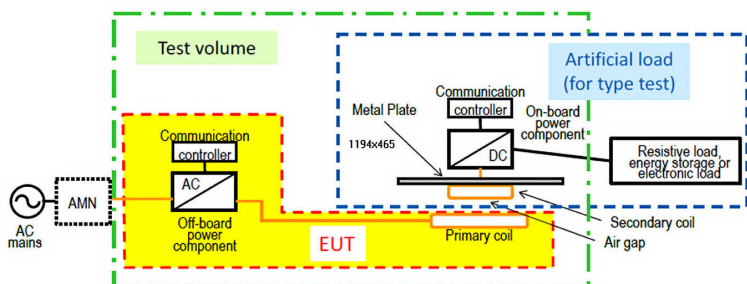 Test volume
Artificial load
(for type test)
Communication
controller
On-board
power
component
Metal Plate
1194x465
DC
Resistive load,
energy storage or
electronic load
Communication
controller
AC
AMN
AC
mains
Off-board
power
component
EUT
Primary coil
Secondary coil
Air gap